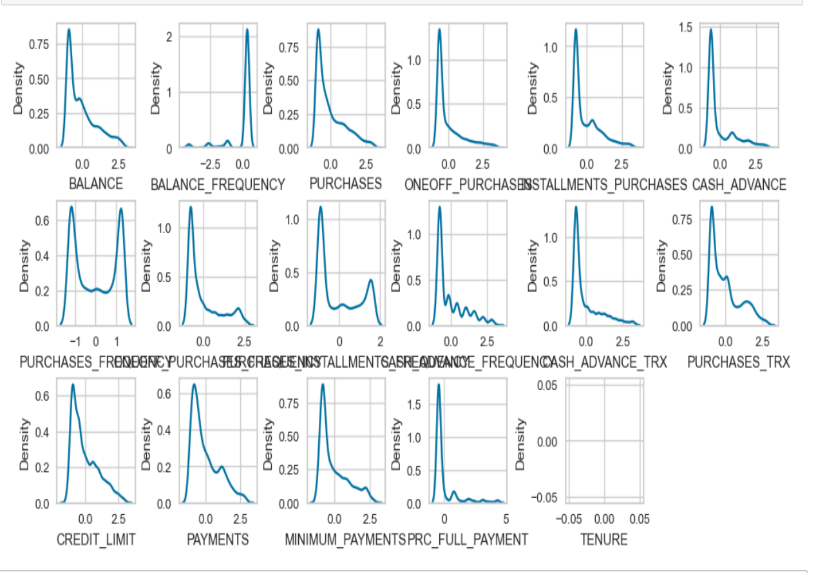 Density 0.75 0.50 0.25 0.00 0.0 2.5 BALANCE
Density 2 1 −2.5 0.0 BALANCE_FREQUENCY
Density 0.75 0.50 0.25 0.00 0.0 2.5 PURCHASES
Density 1.0 0.5 0.0 0.0 2.5 ONEOFF_PURCHASES
Density 1.0 0.5 0.0 0.0 2.5 INSTALLMENTS_PURCHASES
Density 1.5 1.0 0.5 0.0 0.0 2.5 CASH_ADVANCE
Density 0.6 0.4 0.2 0.0 −1 0 1 PURCHASES_FREQUENCY
Density 1.0 0.5 0.0 0.0 2.5 ONEOFF_PURCHASES_FREQUENCY
Density 1.0 0.5 0.0 0 2 PURCHASES_INSTALLMENTS_FREQUENCY
Density 1.0 0.5 0.0 0.0 2.5 CASH_ADVANCE_FREQUENCY
Density 1.0 0.5 0.0 0.0 2.5 CASH_ADVANCE_TRX
Density 0.75 0.50 0.25 0.00 0.0 2.5 PURCHASES_TRX
Density 0.6 0.4 0.2 0.0 0.0 2.5 CREDIT_LIMIT
Density 0.6 0.4 0.2 0.0 0.0 2.5 PAYMENTS
Density 0.75 0.50 0.25 0.00 0.0 2.5 MINIMUM_PAYMENTS
Density 1.5 1.0 0.5 0.0 0 5 PRC_FULL_PAYMENT
Density 0.05 0.00 −0.05 −0.05 0.00 0.05 TENURE